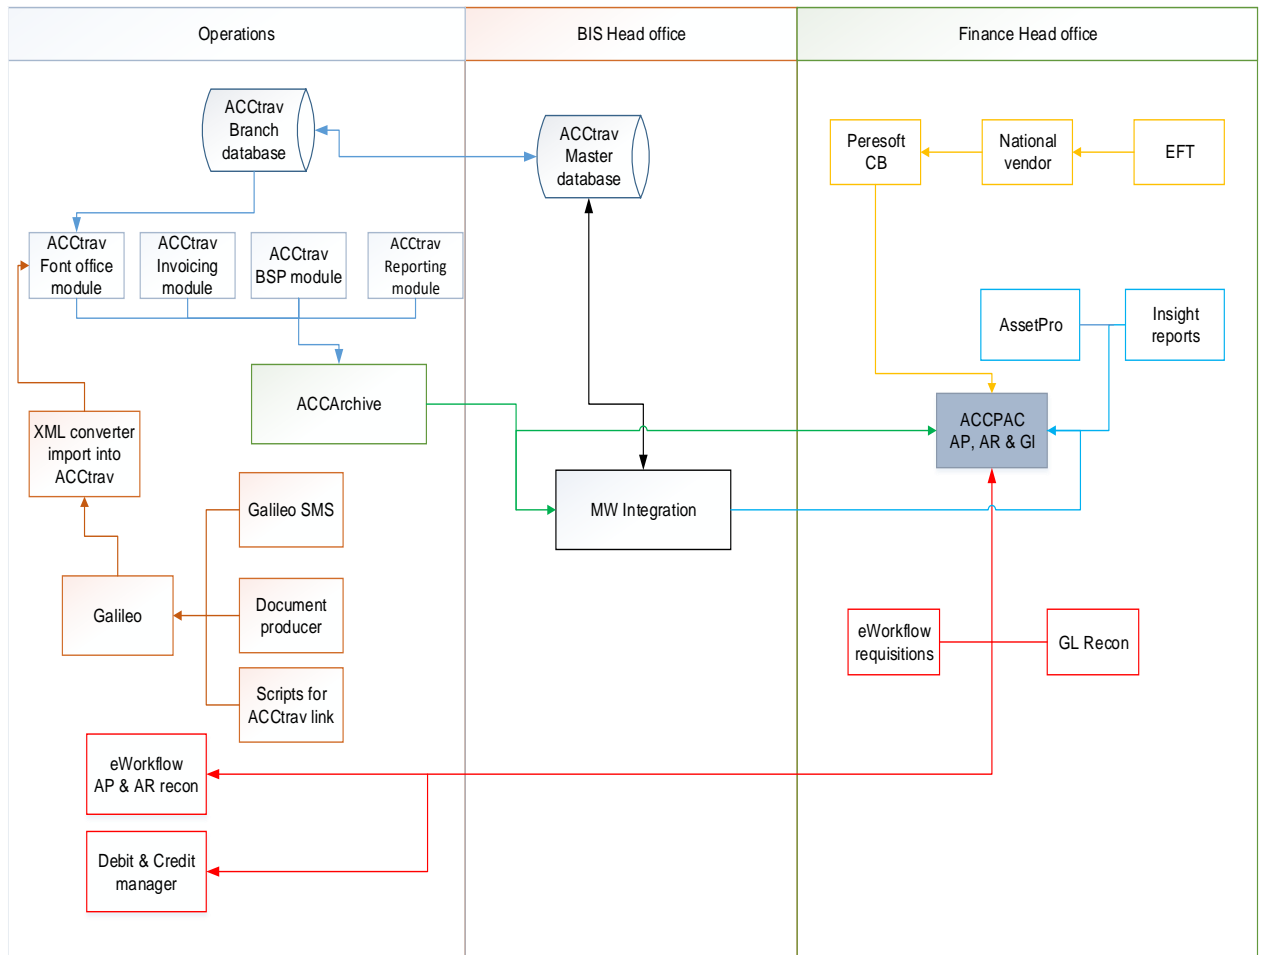 Operations
BIS Head office
Finance Head office
ACCtrav
Branch
database
ACCtrav
Master
database
Peresoft
CB
National
vendor
EFT
ACCtrav
Font office
module
ACCtrav
Invoicing
module
ACCtrav
BSP module
ACCtrav
Reporting
module
AssetPro
Insight
reports
ACCArchive
ACCPAC
AP, AR & GI
XML converter
import into
ACCtrav
MW Integration
Galileo SMS
Galileo
Document
producer
eWorkflow
requisitions
GL Recon
Scripts for
ACCtrav link
eWorkflow
AP & AR recon
Debit & Credit
manager